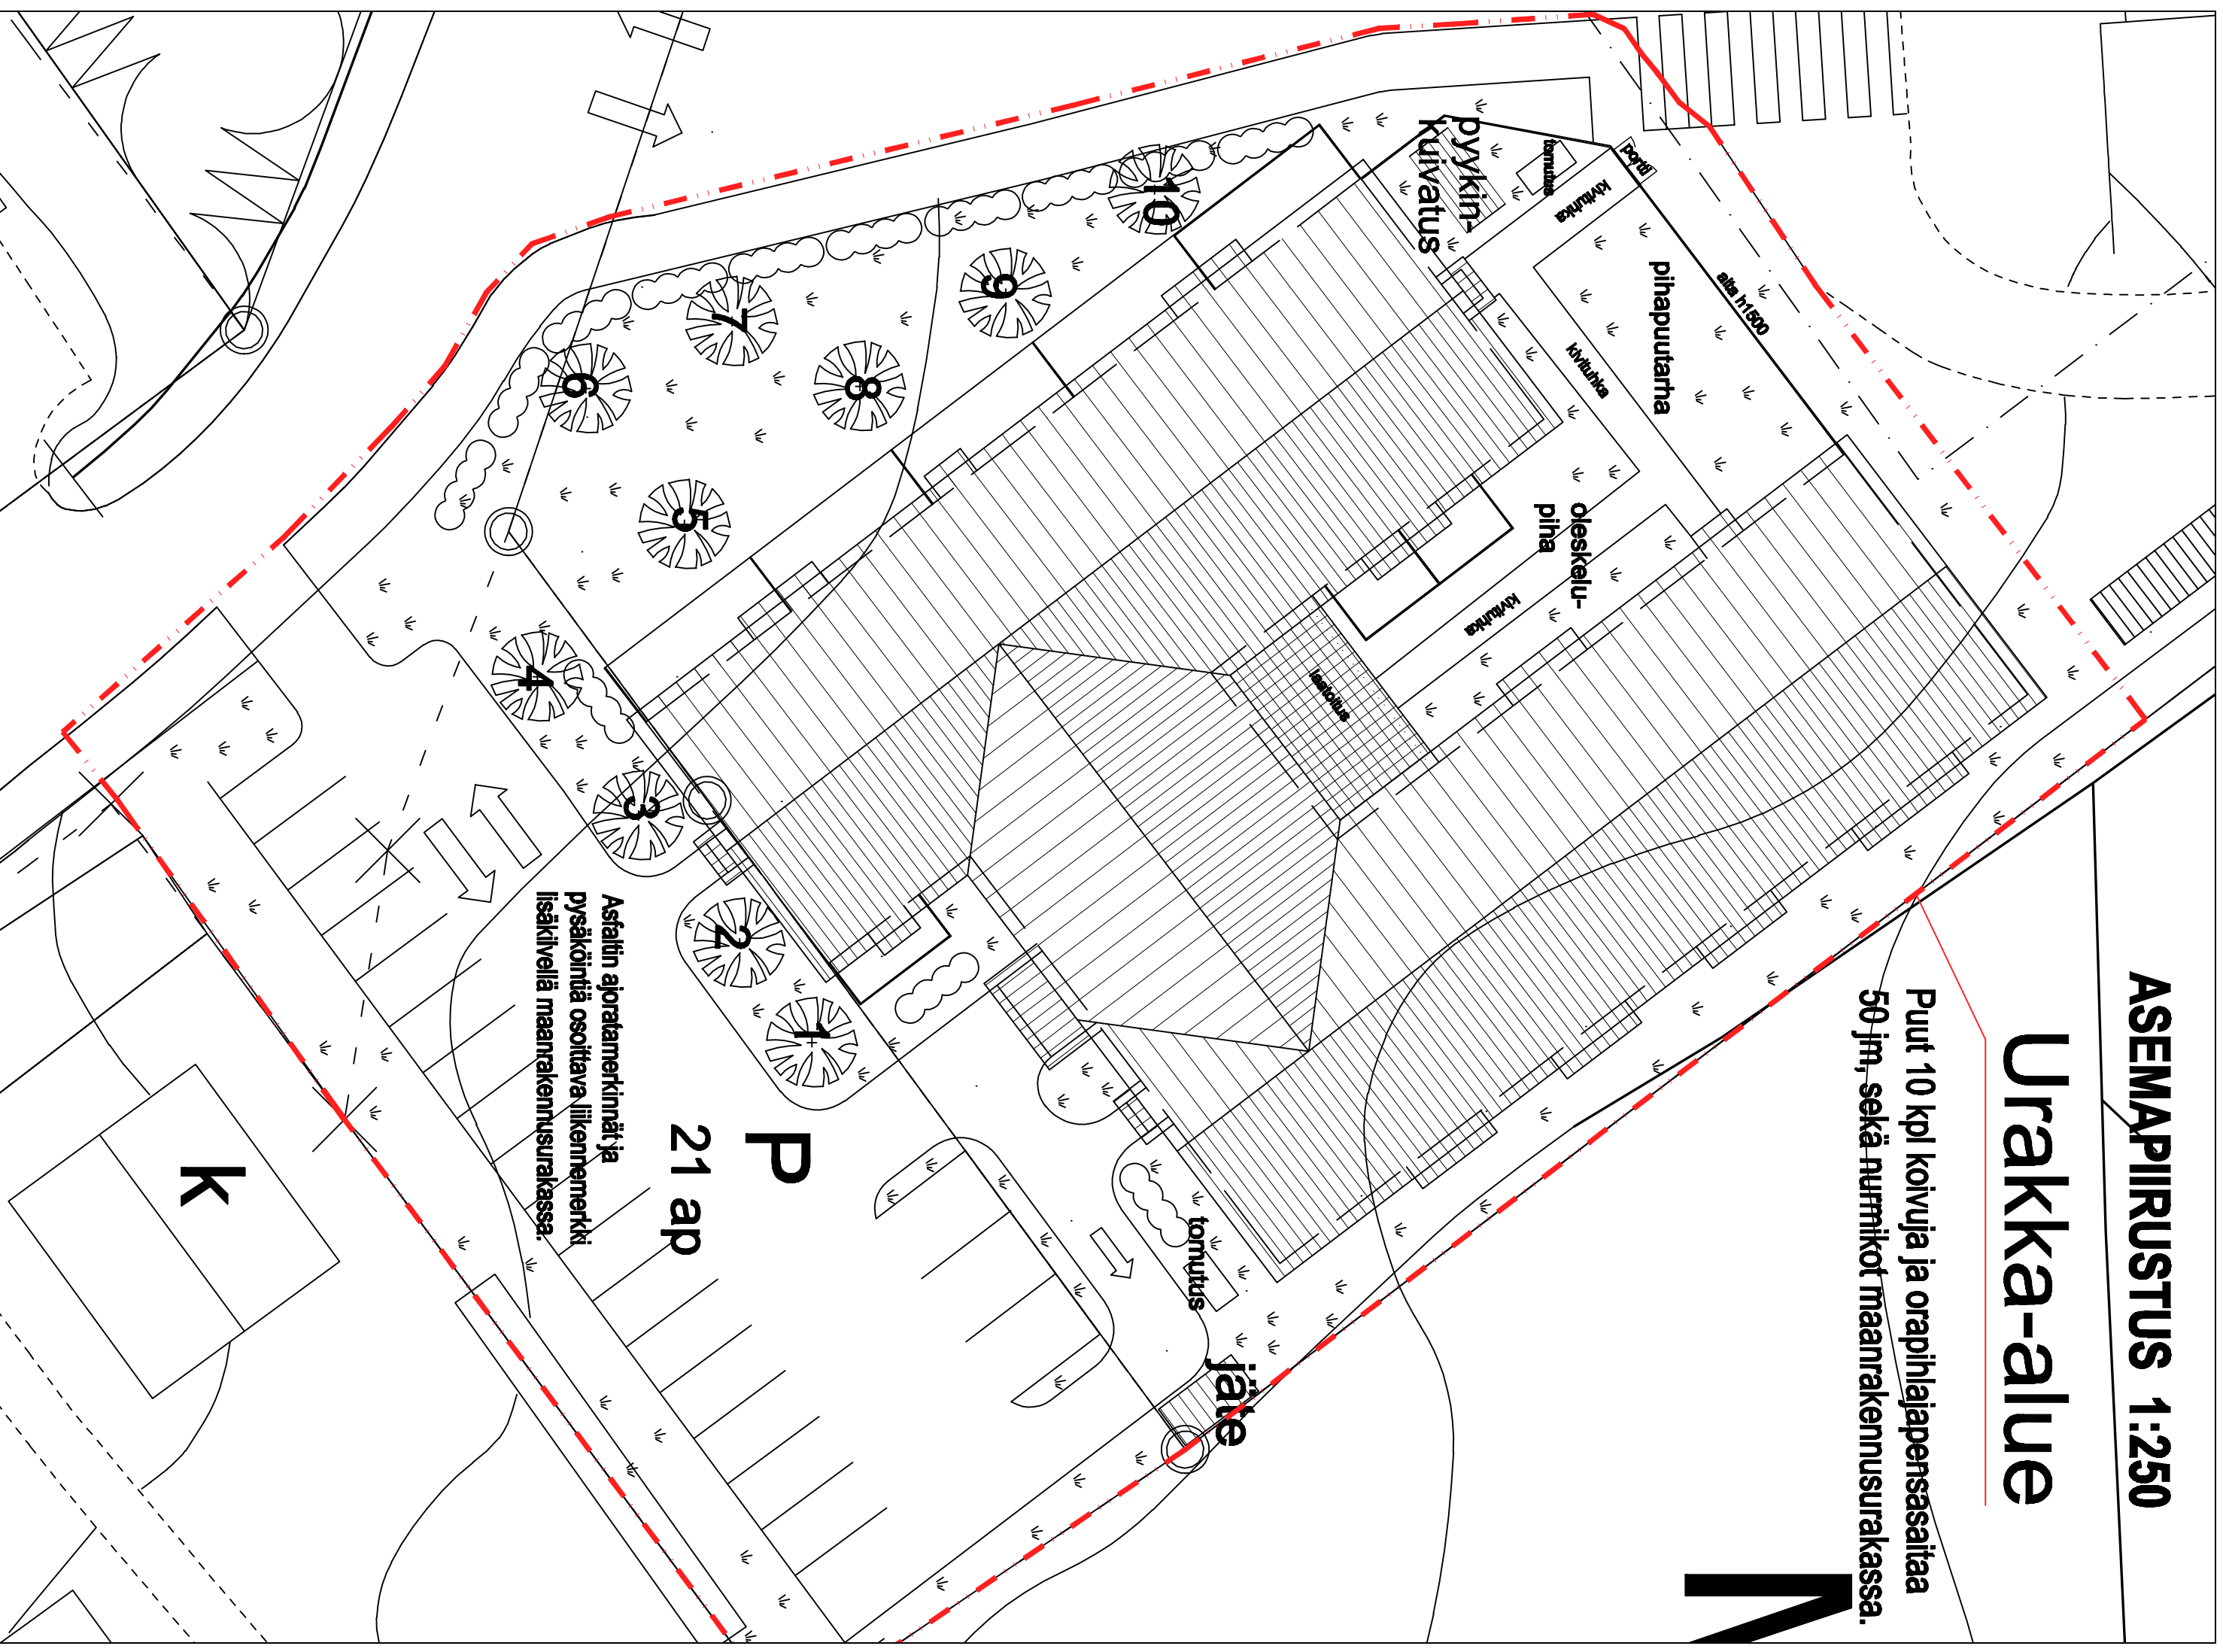 ASEMAPIIRUSTUS 1:250
Urakka-alue
Puut 10 kpl koivuja ja orapihlajapensasaitaa
50 jm, sekä nurmikot maanrakennusurakassa.
N
portti
tomutus
pyykin-
kuivatus
kivituhka
aita h1500
pihapuutarha
kivituhka
oleskelu-
piha
kivituhka
laatoitus
10
9
8
7
6
5
4
3
2
1
Asfaltin ajoratamerkinnät ja
pysäköintiä osoittava liikennemerkki
lisäkilvellä maanrakennusurakassa.
P
21 ap
tomutus
jäte
k